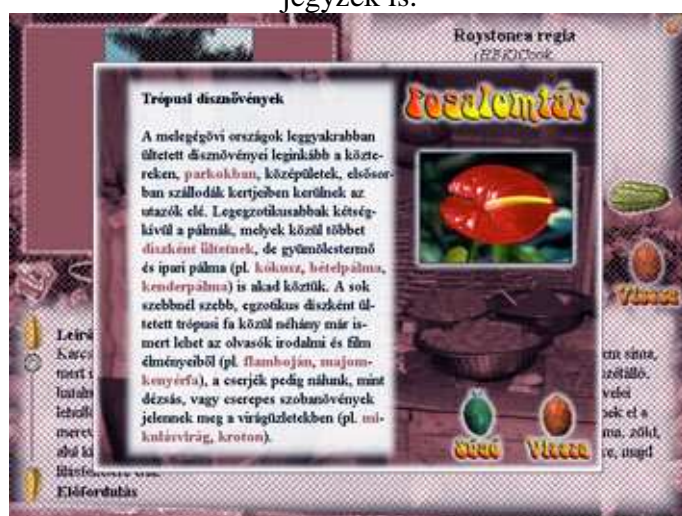 jegyzék is.
Roystonea regia
(H.B.K)Cook
Fogalomtár
Trópusi dísznövények
A melegégövi országok leggyakrabban
ültetett dísznövényei leginkább a közte-
reken, parkokban, középületek, elsősor-
ban szállodák kertjeiben kerülnek az
utazók elé. Legegzotikusabbak kétség-
kívül a pálmák, melyek közül többet
díszként ültetnek, de gyümölcstermő
és ipari pálma (pl. kókusz, bételpálma,
kenderpálma) is akad köztük. A sok
szebbnél szebb, egzotikus díszként ül-
tetett trópusi fa közül néhány már is-
mert lehet az olvasók irodalmi és film
élményeiből (pl. flamboján, majom-
kenyérfa), a cserjék pedig nálunk, mint
dézsás, vagy cserepes szobanövények
jelennek meg a virágüzletekben (pl. mi-
kulásvirág, kroton).
Súgó
Vissza
Vissza
Leírá
Előfordulás